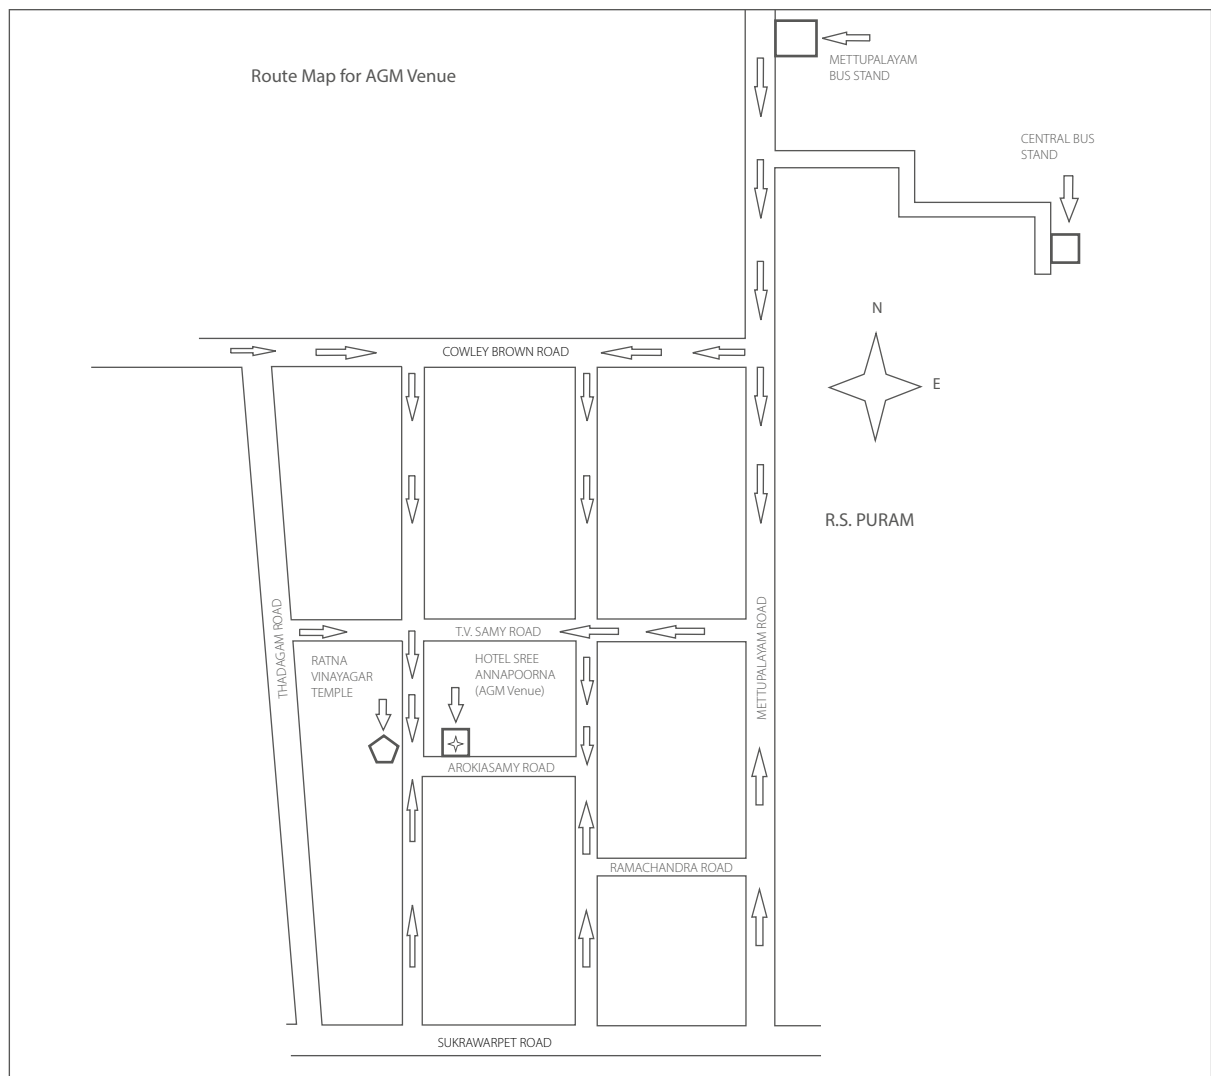 Route Map for AGM Venue
METTUPALAYAM
BUS STAND
CENTRAL BUS
STAND
N
E
COWLEY BROWN ROAD
R.S. PURAM
THADAGAM ROAD
T.V. SAMY ROAD
METTUPALAYAM ROAD
RATNA
VINAYAGAR
TEMPLE
HOTEL SREE
ANNAPOORNA
(AGM Venue)
AROKIASAMY ROAD
RAMACHANDRA ROAD
SUKRAWARPET ROAD